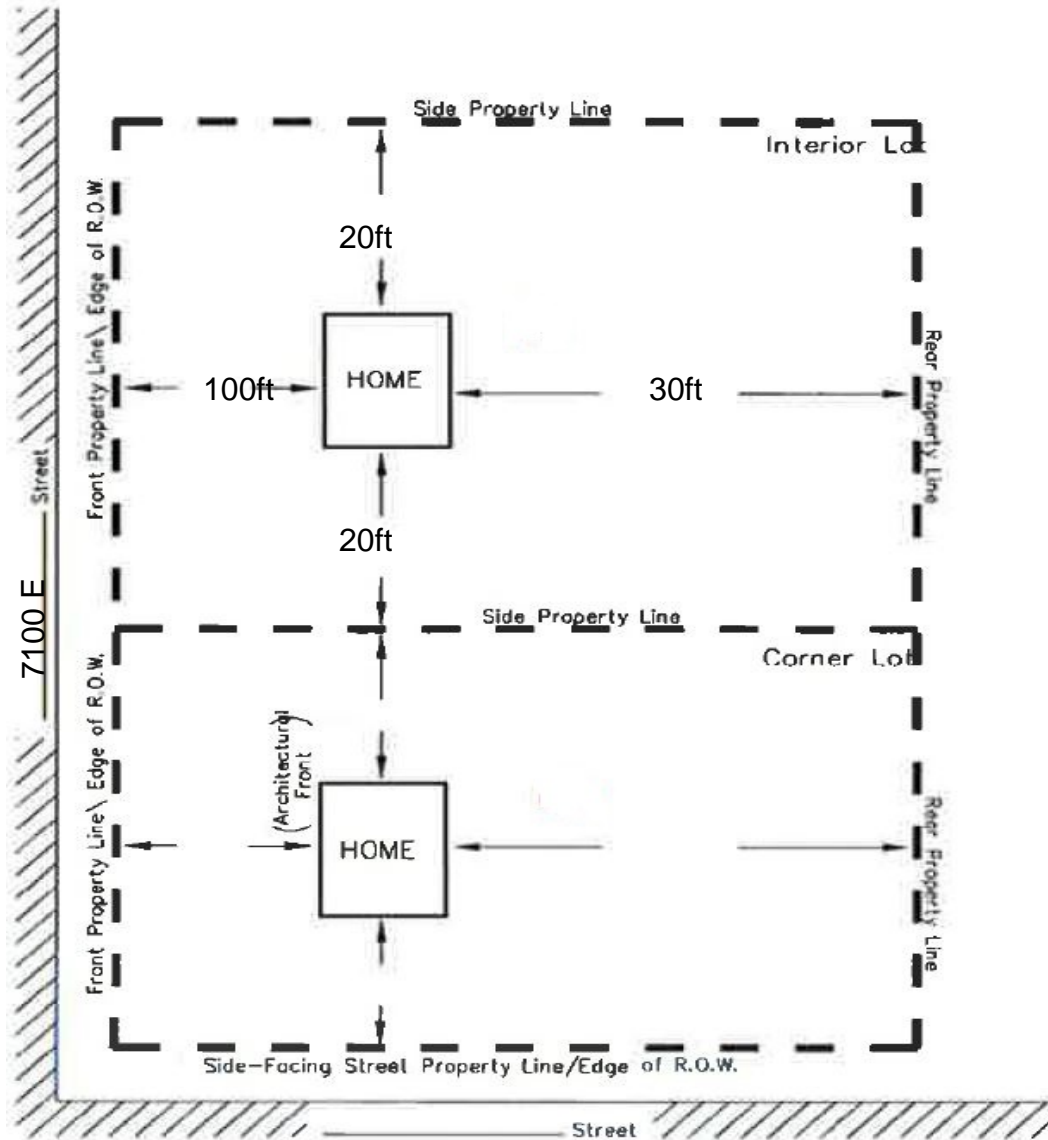 Side Property Line
Interior Lot
Front Property Line\ Edge of R.O.W.
20ft
HOME
100ft
30ft
Rear Property Line
20ft
Street
7100 E
Side Property Line
Corner Lot
Front Property Line\ Edge of R.O.W.
(Architectural
Front )
HOME
Rear Property Line
Side-Facing Street Property Line/Edge of R.O.W.
Street